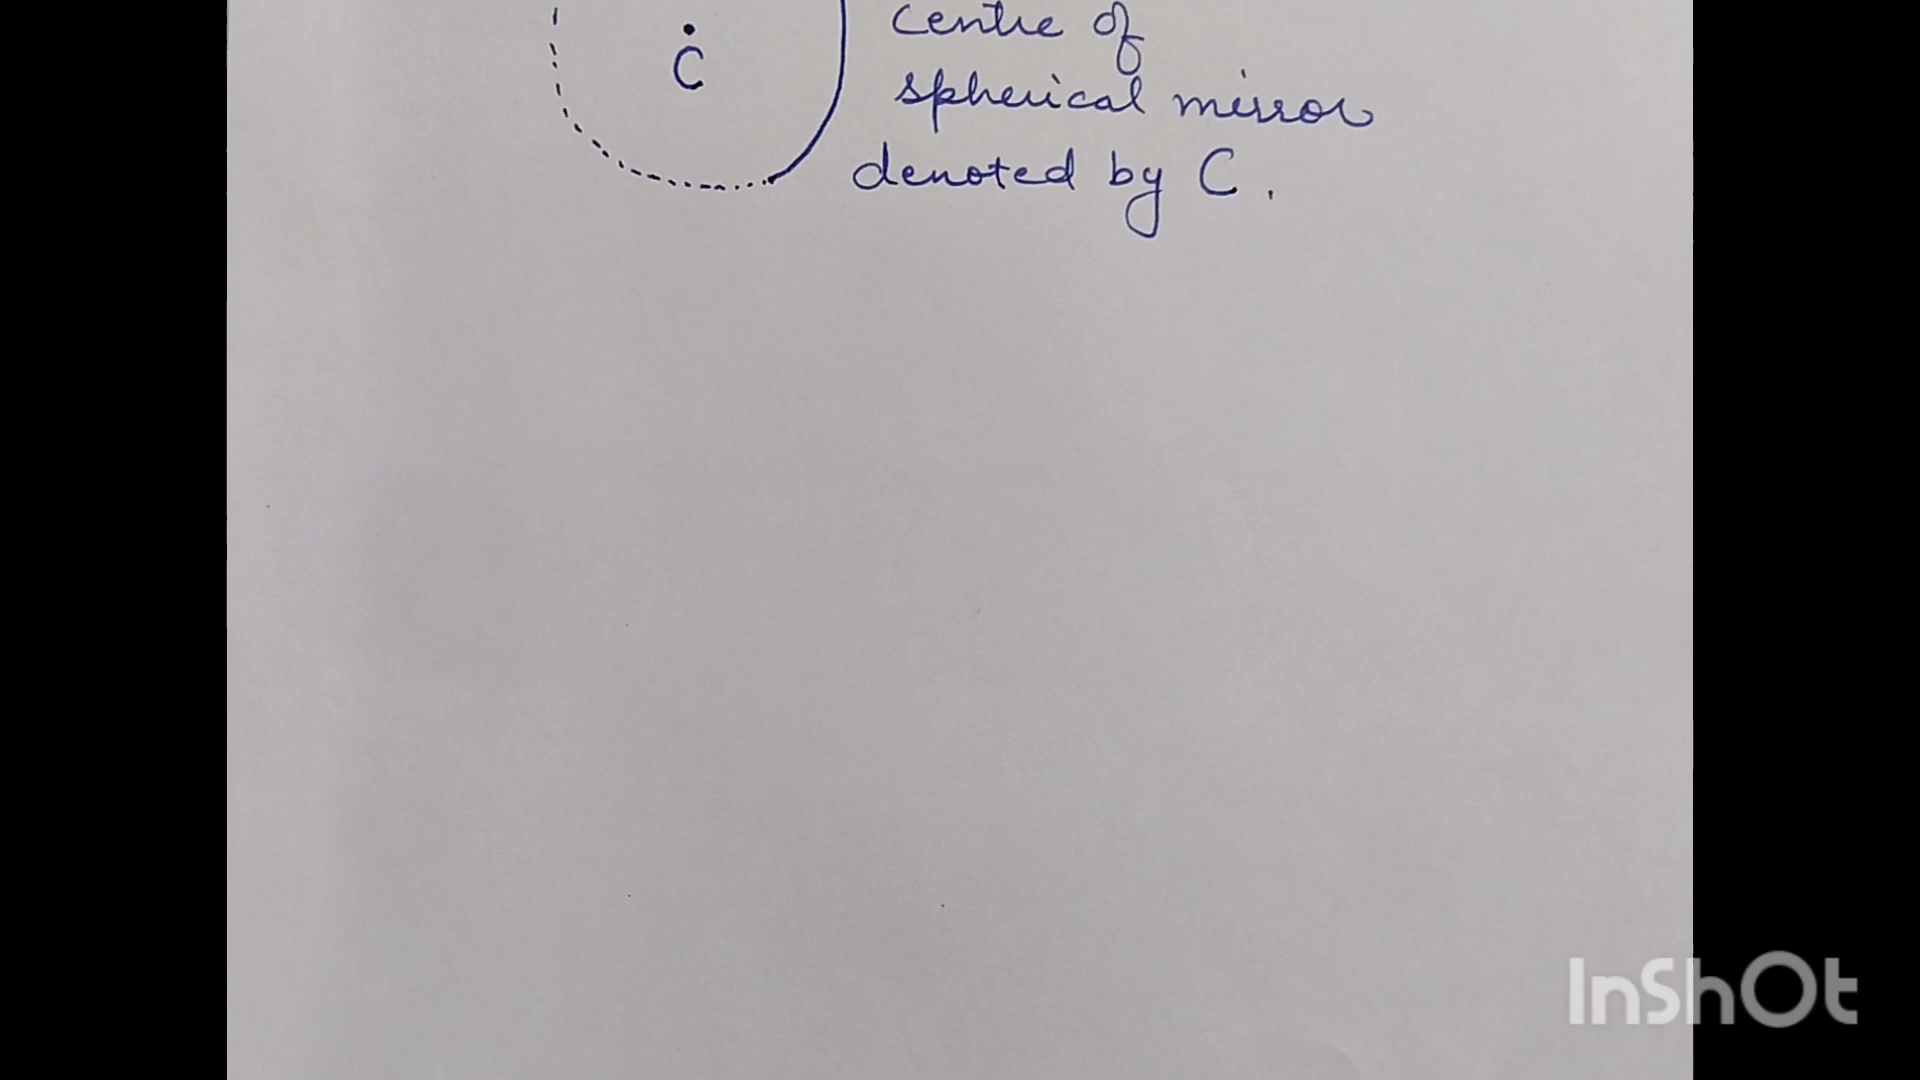 centre of
C
spherical mirror
denoted by C.
InShOt